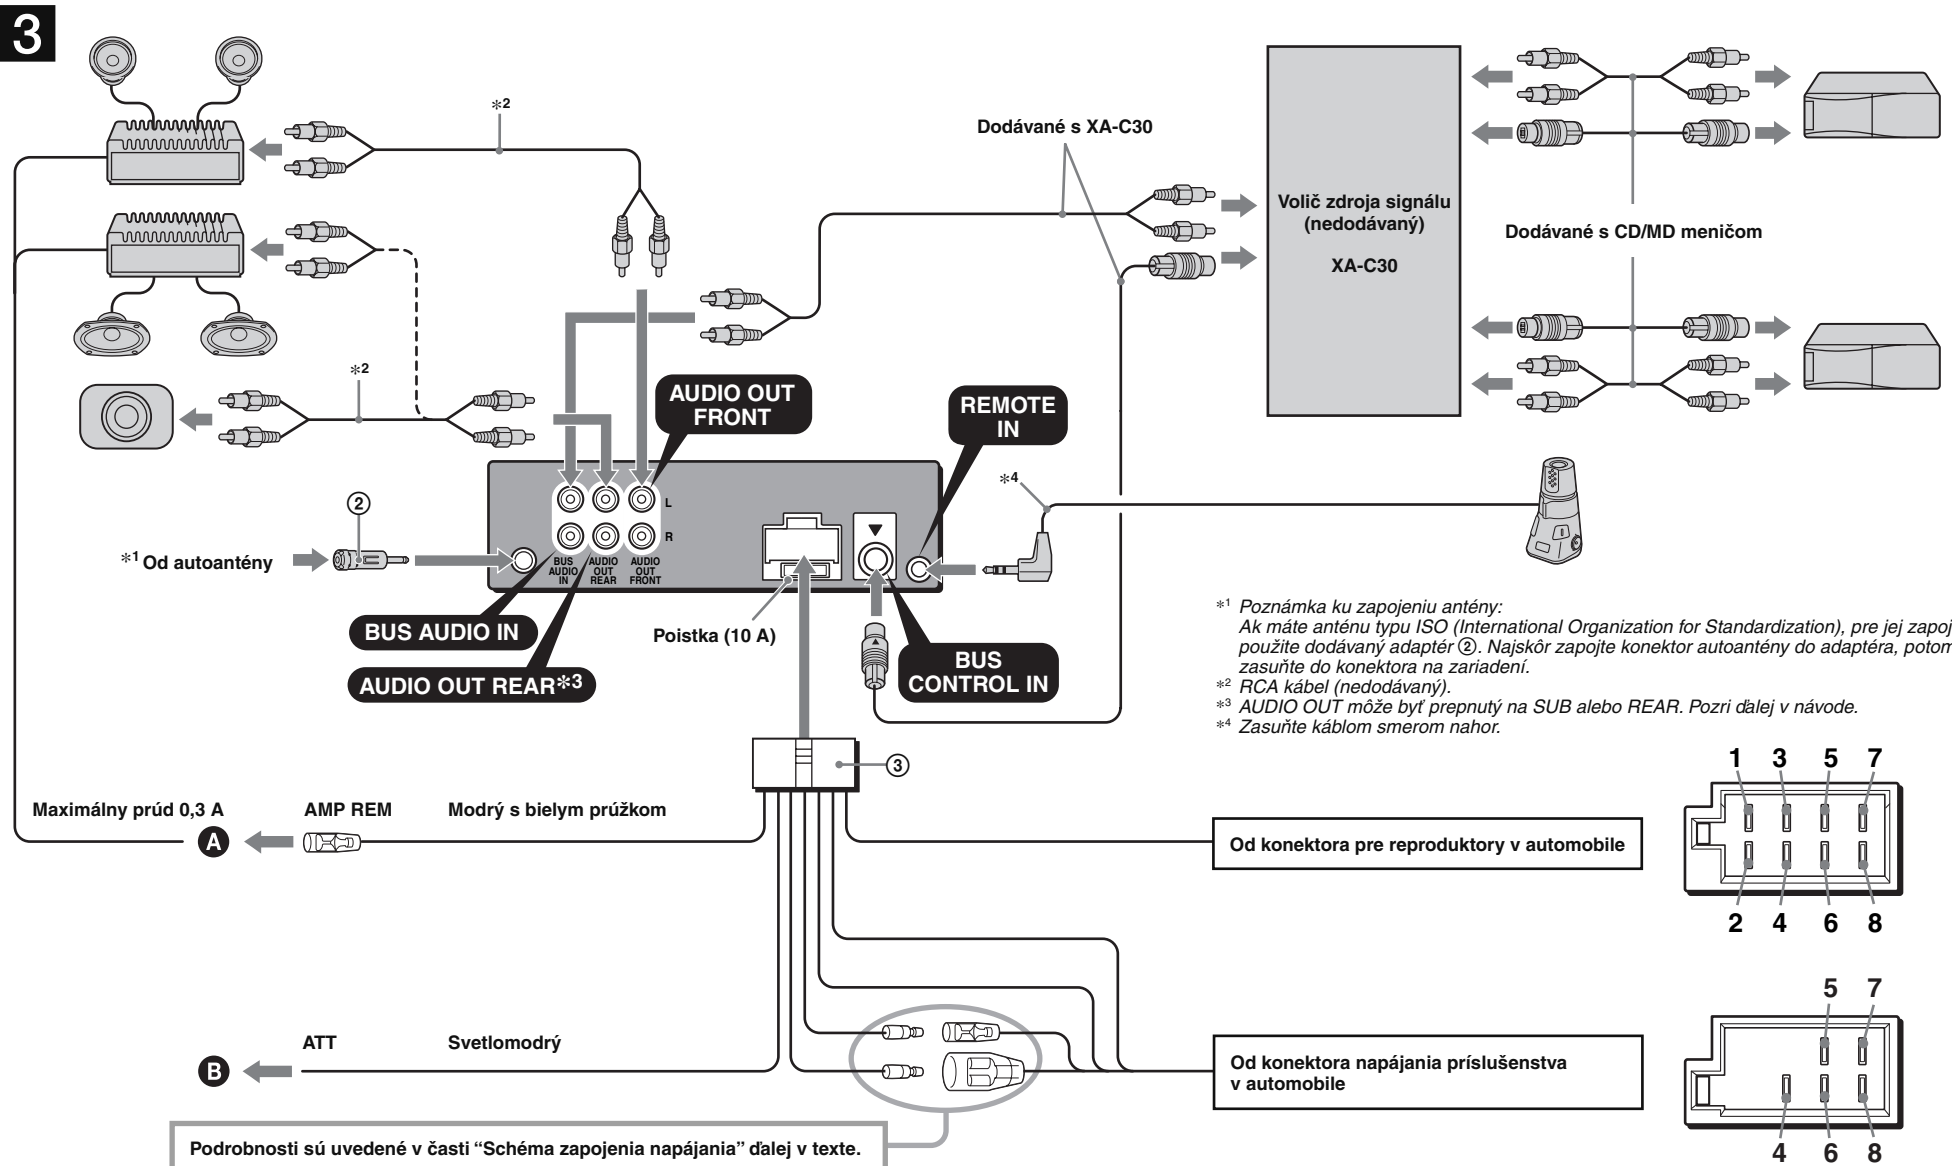 3
*2
Dodávané s XA-C30
Volič zdroja signálu
(nedodávaný)
XA-C30
Dodávané s CD/MD meničom
*2
AUDIO OUT
FRONT
REMOTE
IN
*4
②
L
R
*1 Od autoantény
BUS
AUDIO
IN
AUDIO
OUT
REAR
AUDIO
OUT
FRONT
BUS AUDIO IN
Poistka (10 A)
AUDIO OUT REAR*3
BUS
CONTROL IN
*1 Poznámka ku zapojeniu antény:
Ak máte anténu typu ISO (International Organization for Standardization), pre jej zapoj
použite dodávaný adaptér ②. Najskôr zapojte konektor autoantény do adaptéra, potom
zasuňte do konektora na zariadení.
*2 RCA kábel (nedodávaný).
*3 AUDIO OUT môže byť prepnutý na SUB alebo REAR. Pozri ďalej v návode.
*4 Zasuňte káblom smerom nahor.
③
1 3 5 7
Maximálny prúd 0,3 A
AMP REM
Modrý s bielym prúžkom
A
Od konektora pre reproduktory v automobile
2 4 6 8
5 7
ATT
Svetlomodrý
B
Od konektora napájania príslušenstva
v automobile
Podrobnosti sú uvedené v časti “Schéma zapojenia napájania” ďalej v texte.
4 6 8